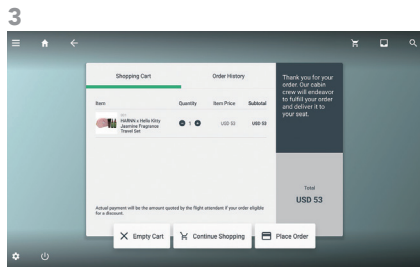 3
Shopping Cart
Order History
Item
Quantity
Item Price
Subtotal
HARNN x Hello Kitty
Jasmine Fragrance
Travel Set
1
USD 53
USD 53
Actual payment will be the amount quoted by the flight attendant if your order eligible
for a discount.
Thank you for your
order. Our cabin
crew will endeavor
to fulfill your order
and deliver it to
your seat.
Total
USD 53
Empty Cart
Continue Shopping
Place Order